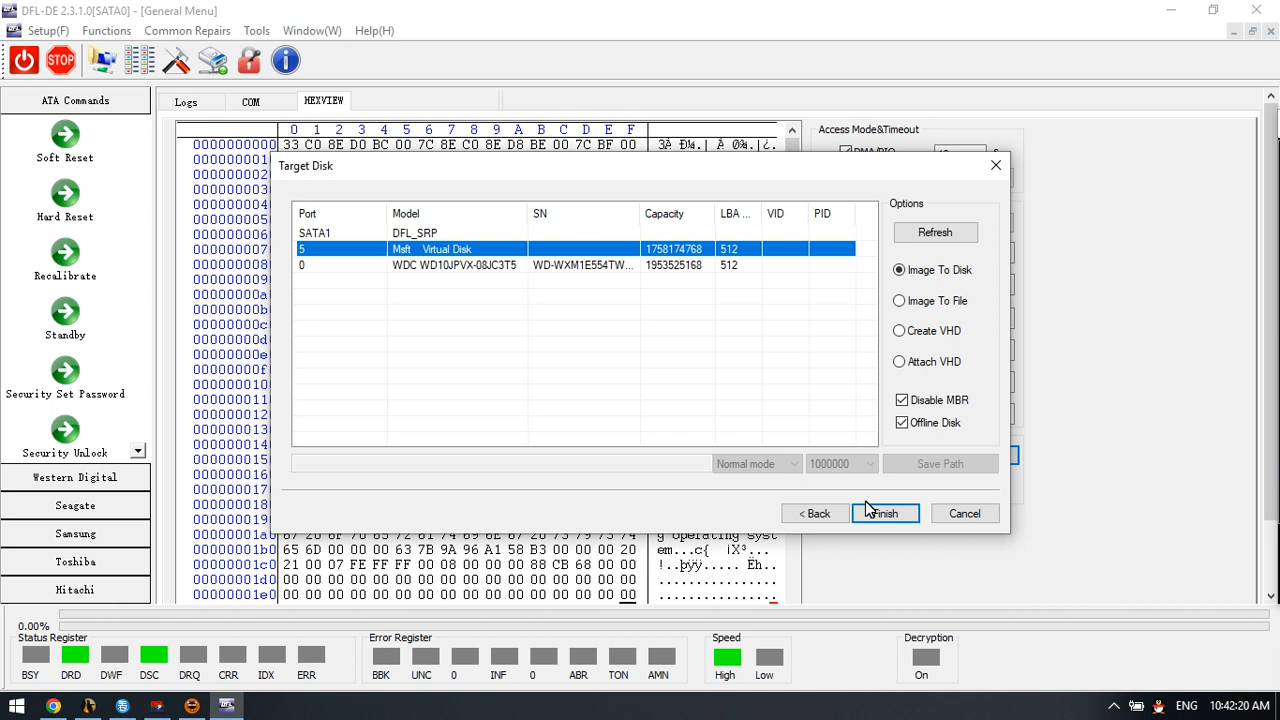 DFL-DE 2.3.1.0[SATA0] - [General Menu]
Setup(F) Functions Common Repairs Tools Window(W) Help(H)
ATA Commands
Logs COM HEXVIEW
Soft Reset
Hard Reset
Recalibrate
Standby
Security Set Password
Security Unlock
Western Digital
Seagate
Samsung
Toshiba
Hitachi
0 1 2 3 4 5 6 7 8 9 A B C D E F
0000000000 33 C0 8E D0 BC 00 7C 8E C0 8E D8 BE 00 7C BF 00
Access Mode&Timeout
Target Disk
Port Model SN Capacity LBA ... VID PID
SATA1 DFL_SRP
5 Msft Virtual Disk 1758174768 512
0 WDC WD10JPVX-08JC3T5 WD-WXM1E554TW... 1953525168 512
Options
Refresh
Image To Disk
Image To File
Create VHD
Attach VHD
Disable MBR
Offline Disk
Normal mode 1000000 Save Path
< Back Finish Cancel
g operating syst
00000001b0 65 6D 00 00 00 63 7B 9A 96 A1 58 B3 00 00 00 20
00000001c0 21 00 07 FE FF FF 00 08 00 00 00 88 CB 68 00 00
00000001d0 00 00 00 00 00 00 00 00 00 00 00 00 00 00 00 00
00000001e0 00 00 00 00 00 00 00 00 00 00 00 00 00 00 00 00
0.00%
Status Register Error Register Speed Decryption
BSY DRD DWF DSC DRQ CRR IDX ERR BBK UNC 0 INF 0 ABR TON AMN High Low On
ENG 10:42:20 AM